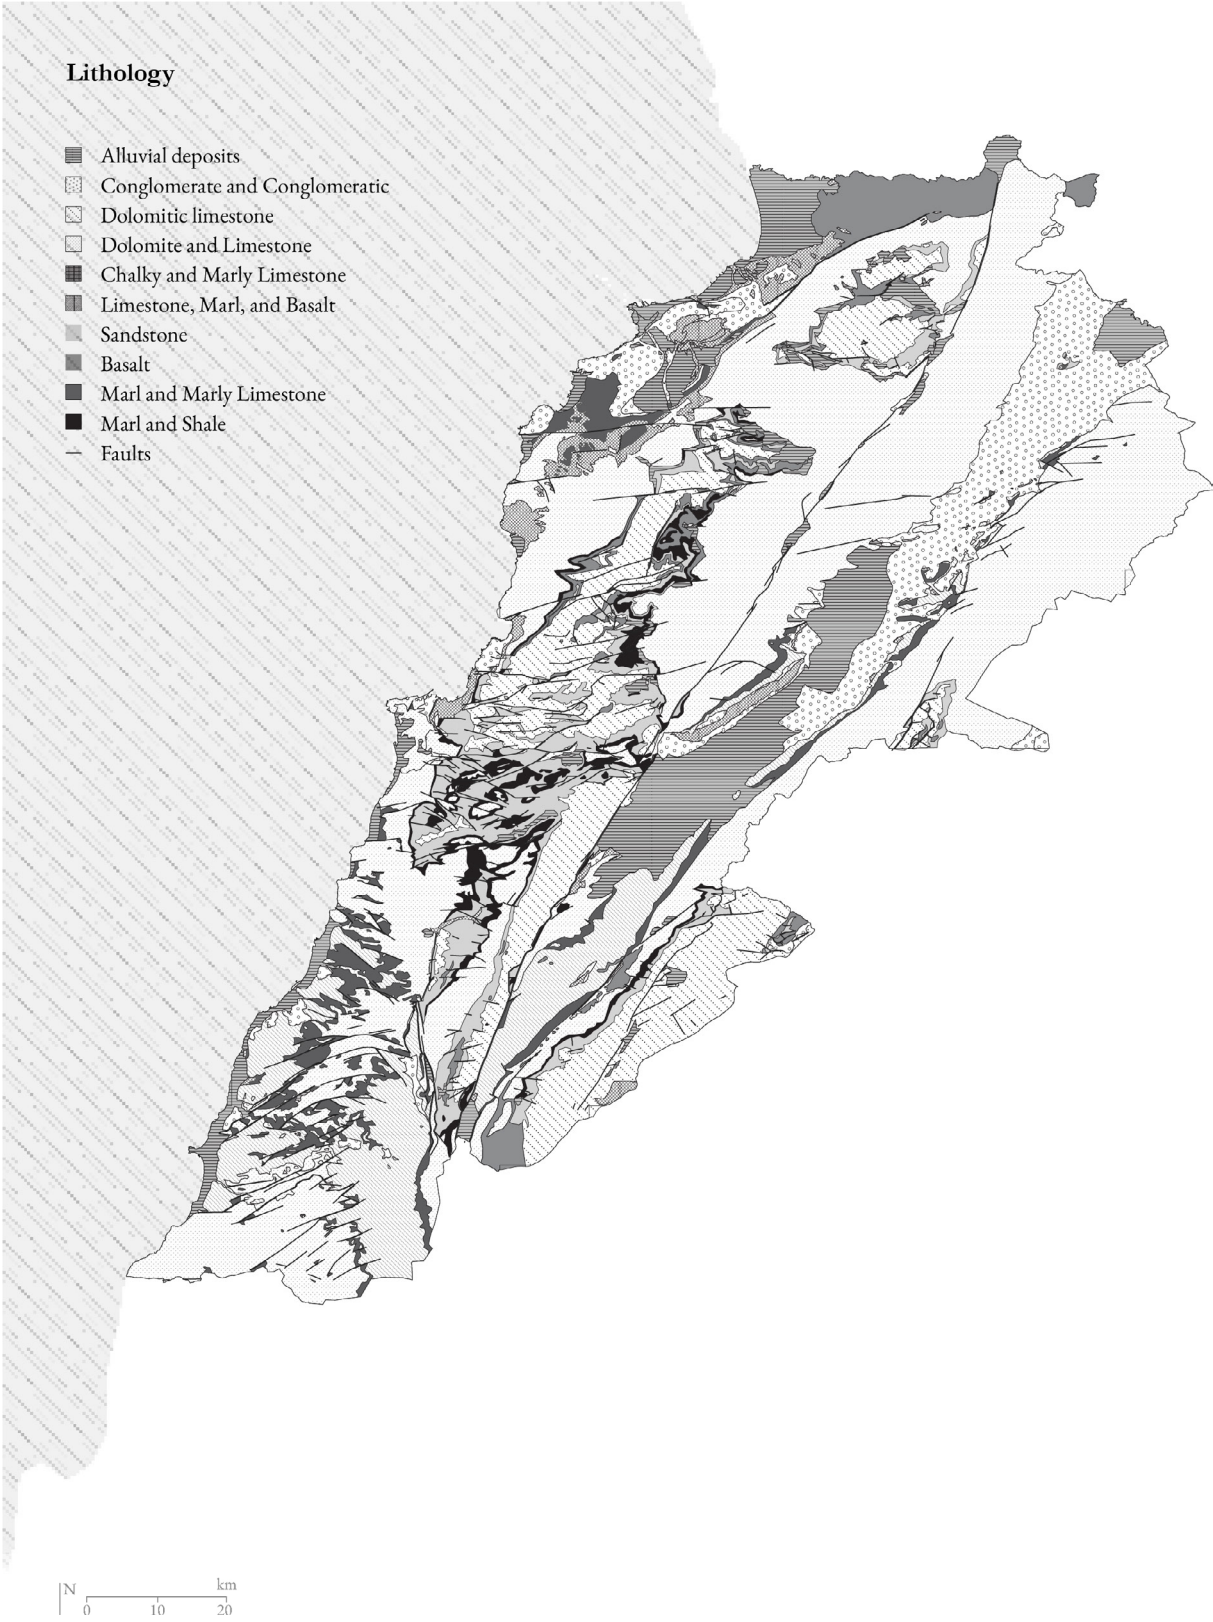 Lithology
Alluvial deposits
Conglomerate and Conglomeratic
Dolomitic limestone
Dolomite and Limestone
Chalky and Marly Limestone
Limestone, Marl, and Basalt
Sandstone
Basalt
Marl and Marly Limestone
Marl and Shale
Faults
N
km
0 10 20